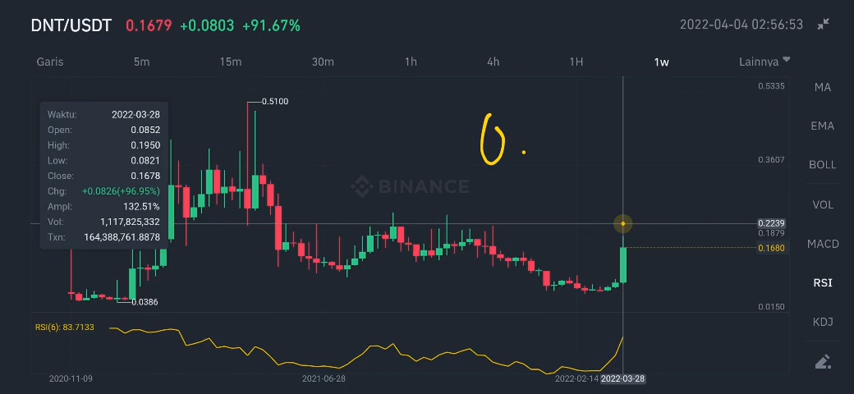 DNT/USDT 0.1679 +0.0803 +91.67% 2022-04-04 02:56:53
Garis 5m 15m 30m 1h 4h 1H 1w Lainnya
MA
EMA
BOLL
VOL
MACD
RSI
KDJ
Waktu: 2022-03-28
Open: 0.0852
High: 0.1950
Low: 0.0821
Close: 0.1678
Chg: +0.0826(+96.95%)
Ampl: 132.51%
Vol: 1,117,825,332
Txn: 164,388,761.8878
0.5100
0.0386
0.
BINANCE
0.5335
0.3607
0.2239
0.1879
0.1680
0.0150
RSI(6): 83.7133
2020-11-09 2021-06-28 2022-02-14 2022-03-28